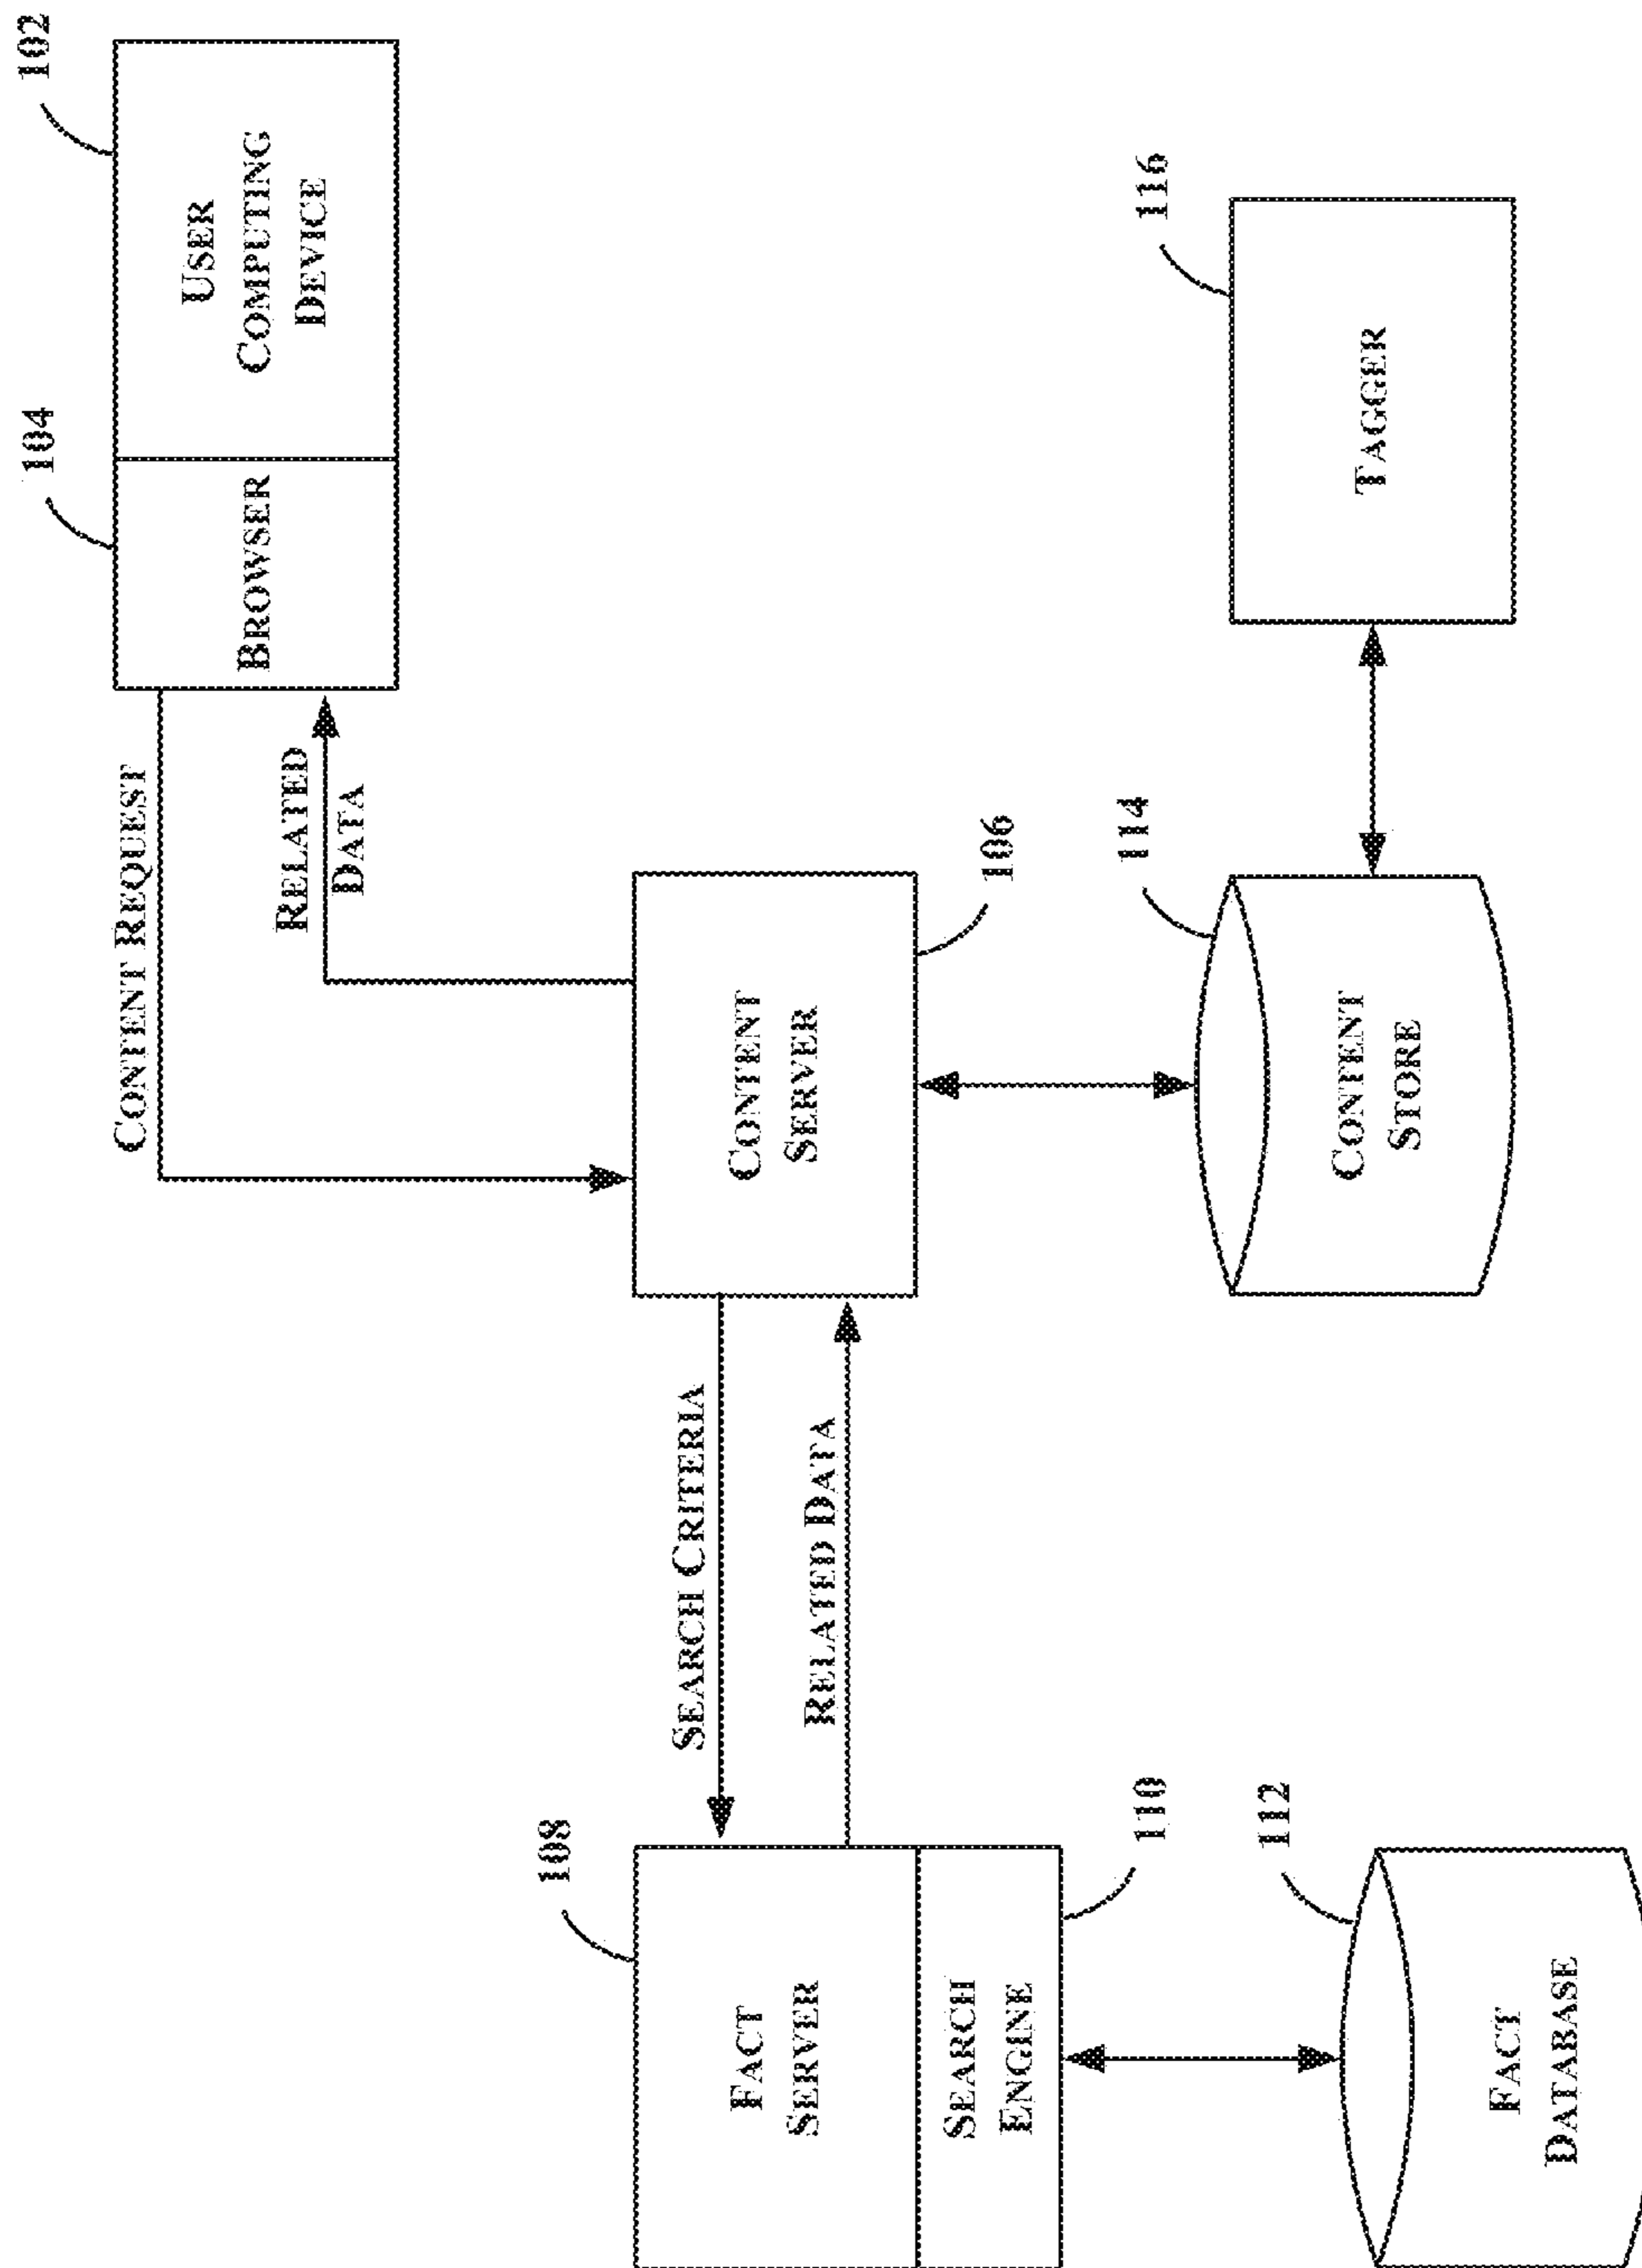 104
102
CONTENT REQUEST
BROWSER
USER
COMPUTING
DEVICE
RELATED
DATA
108
SEARCH CRITERIA
FACT
SERVER
CONTENT
SERVER
RELATED DATA
SEARCH
ENGINE
106
110
114
116
112
CONTENT
STORE
TAGGER
FACT
DATABASE